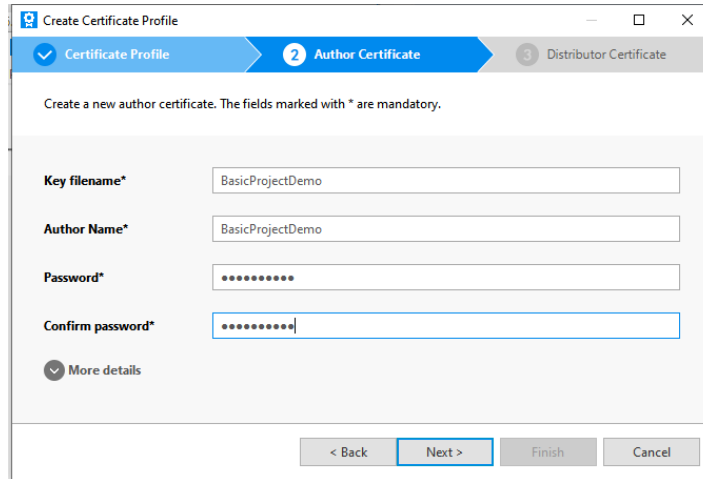 Create Certificate Profile
Certificate Profile
2 Author Certificate
3 Distributor Certificate
Create a new author certificate. The fields marked with * are mandatory.
Key filename* BasicProjectDemo
Author Name* BasicProjectDemo
Password* ●●●●●●●●●●
Confirm password* ●●●●●●●●●●
More details
< Back Next > Finish Cancel